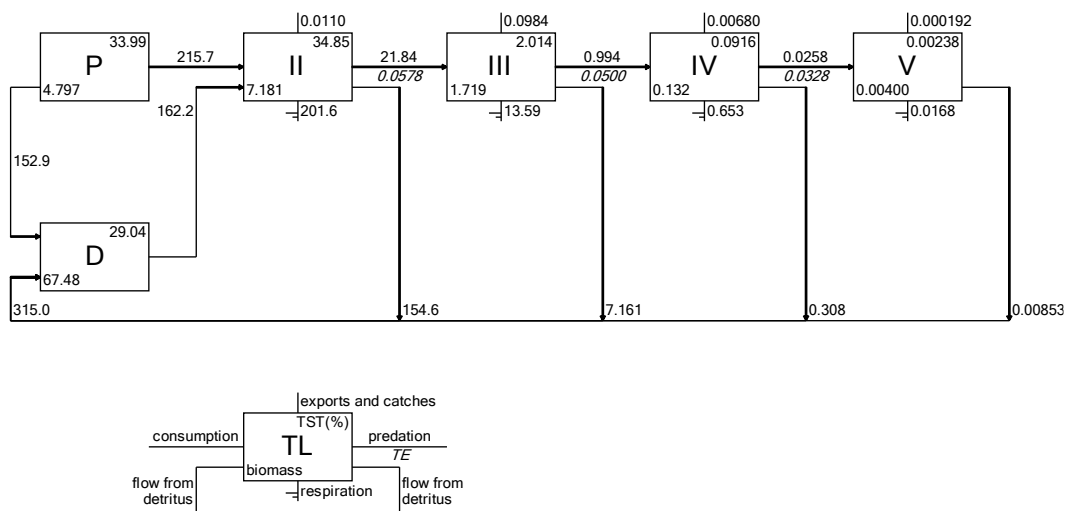 0.0110 0.0984 0.00680 0.000192
33.99 34.85 2.014 0.0916 0.00238
P 215.7 II 21.84 III 0.994 IV 0.0258 V
0.0578 0.0500 0.0328
4.797 7.181 1.719 0.132 0.00400
162.2 201.6 13.59 0.653 0.0168
152.9
29.04
D
67.48
315.0 154.6 7.161 0.308 0.00853
exports and catches
TST(%)
consumption TL predation
TE
biomass
flow from detritus
respiration
flow from detritus